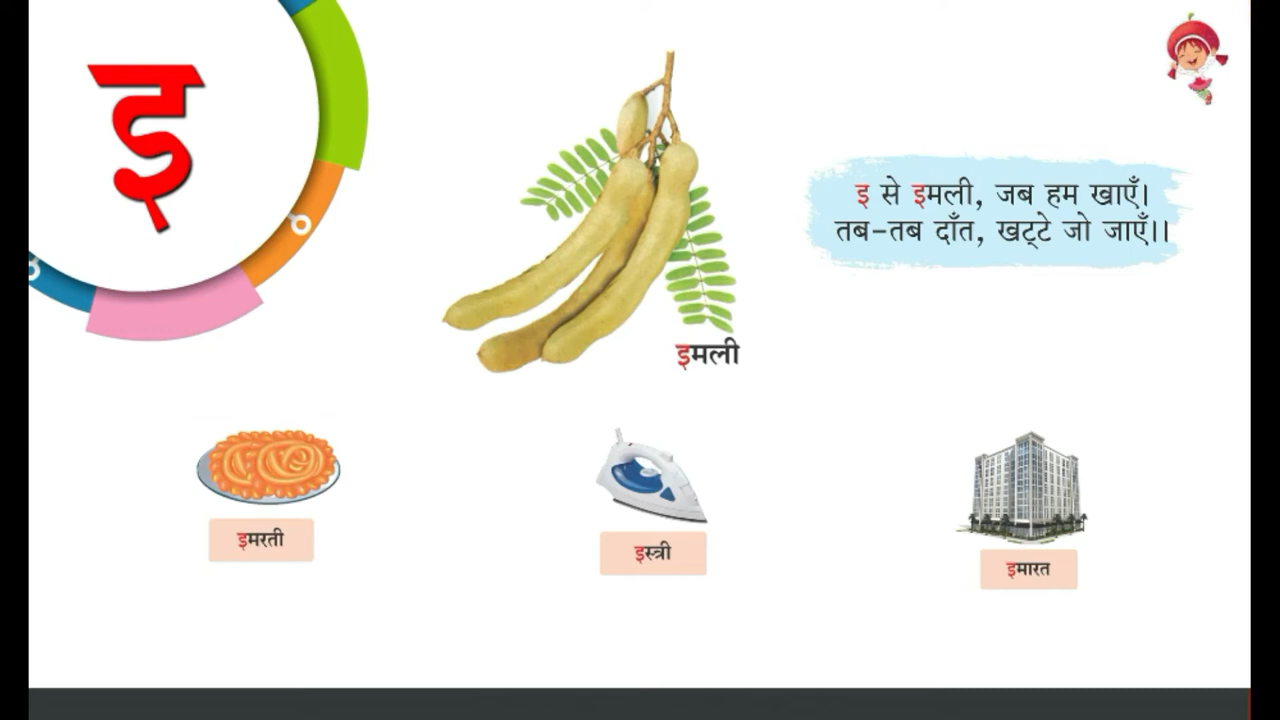 इ
इ से इमली, जब हम खाएँ।
तब-तब दाँत, खट्टे जो जाएँ।।
इमली
इमरती
इस्त्री
इमारत